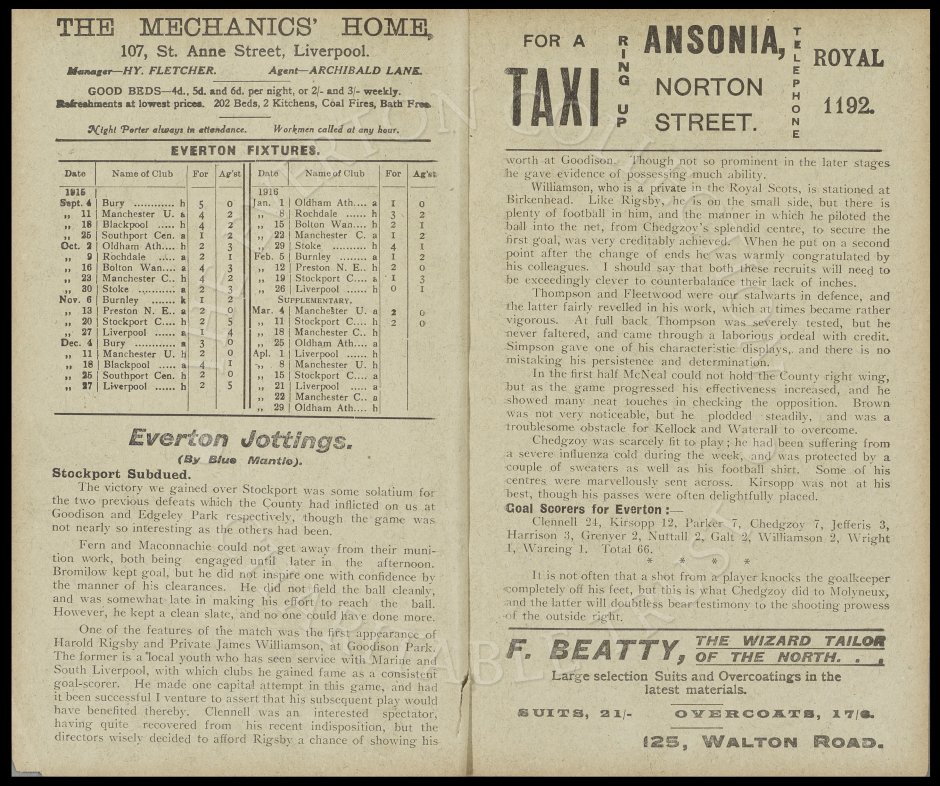 THE MECHANICS' HOME,
107, St. Anne Street, Liverpool.
Manager—HY. FLETCHER. Agent—ARCHIBALD LANE.
GOOD BEDS—4d., 5d. and 6d. per night, or 2/- and 3/- weekly.
Refreshments at lowest prices. 202 Beds, 2 Kitchens, Coal Fires, Bath Free.
Night Porter always in attendance. Workmen called at any hour.
EVERTON FIXTURES.
Date Name of Club For Ag'st
1915
Sept. 4 Bury ............ h 5 0
„ 11 Manchester U. a 4 2
„ 18 Blackpool ..... h 4 2
„ 25 Southport Cen. a 1 2
Oct. 2 Oldham Ath.... h 2 3
„ 9 Rochdale ...... a 2 1
„ 16 Bolton Wan.... a 4 3
„ 23 Manchester C.. h 4 2
„ 30 Stoke ........... a 2 3
Nov. 6 Burnley ....... h 1 2
„ 13 Preston N. E.. a 2 0
„ 20 Stockport C.... h 2 5
„ 27 Liverpool ...... a 1 4
Dec. 4 Bury ............ a 3 0
„ 11 Manchester U. h 2 0
„ 18 Blackpool ..... a 4 1
„ 25 Southport Cen. h 2 0
„ 27 Liverpool ...... h 2 5
Date Name of Club For Ag'st
1916
Jan. 1 Oldham Ath.... a 1 0
„ 8 Rochdale ...... h 3 2
„ 15 Bolton Wan.... h 2 1
„ 22 Manchester C. a 1 2
„ 29 Stoke .......... h 4 1
Feb. 5 Burnley ........ a 1 2
„ 12 Preston N. E.. h 2 0
„ 19 Stockport C.... a 1 3
„ 26 Liverpool ...... h 0 1
SUPPLEMENTARY.
Mar. 4 Manchester U. a 2 0
„ 11 Stockport C.... h 2 0
„ 18 Manchester C.. h
„ 25 Oldham Ath.... a
Apl. 1 Liverpool ...... h
„ 8 Manchester U. h
„ 15 Stockport C.... a
„ 21 Liverpool ...... a
„ 22 Manchester C.. a
„ 29 Oldham Ath.... h
Everton Jottings.
(By Blue Mantle).
Stockport Subdued.
The victory we gained over Stockport was some solatium for
the two previous defeats which the County had inflicted on us at
Goodison and Edgeley Park respectively, though the game was
not nearly so interesting as the others had been.
Fern and Maconnachie could not get away from their muni-
tion work, both being engaged until later in the afternoon.
Bromilow kept goal, but he did not inspire one with confidence by
the manner of his clearances. He did not held the ball cleanly,
and was somewhat late in making his effort to reach the ball.
However, he kept a clean slate, and no one could have done more.
One of the features of the match was the first appearance of
Harold Rigsby and Private James Williamson, at Goodison Park.
The former is a local youth who has seen service with Marine and
South Liverpool, with which clubs he gained fame as a consistent
goal-scorer. He made one capital attempt in this game, and had
it been successful I venture to assert that his subsequent play would
have benefited thereby. Clennell was an interested spectator,
having quite recovered from his recent indisposition, but the
directors wisely decided to afford Rigsby a chance of showing his
FOR A
TAXI
RING UP
ANSONIA,
NORTON
STREET.
TELEPHONE
ROYAL
1192.
worth at Goodison. Though not so prominent in the later stages
he gave evidence of possessing much ability.
Williamson, who is a private in the Royal Scots, is stationed at
Birkenhead. Like Rigsby, he is on the small side, but there is
plenty of football in him, and the manner in which he piloted the
ball into the net, from Chedgzoy's splendid centre, to secure the
first goal, was very creditably achieved. When he put on a second
point after the change of ends he was warmly congratulated by
his colleagues. I should say that both these recruits will need to
be exceedingly clever to counterbalance their lack of inches.
Thompson and Fleetwood were our stalwarts in defence, and
the latter fairly revelled in his work, which at times became rather
vigorous. At full back Thompson was severely tested, but he
never faltered, and came through a laborious ordeal with credit.
Simpson gave one of his characteristic displays, and there is no
mistaking his persistence and determination.
In the first half McNeal could not hold the County right wing,
but as the game progressed his effectiveness increased, and he
showed many neat touches in checking the opposition. Brown
was not very noticeable, but he plodded steadily, and was a
troublesome obstacle for Kellock and Waterall to overcome.
Chedgzoy was scarcely fit to play; he had been suffering from
a severe influenza cold during the week, and was protected by a
couple of sweaters as well as his football shirt. Some of his
centres were marvellously sent across. Kirsopp was not at his
best, though his passes were often delightfully placed.
Goal Scorers for Everton :—
Clennell 24, Kirsopp 12, Parker 7, Chedgzoy 7, Jefferis 3,
Harrison 3, Grenyer 2, Nuttall 2, Galt 2, Williamson 2, Wright
1, Wareing 1. Total 66.
* * * *
It is not often that a shot from a player knocks the goalkeeper
completely off his feet, but this is what Chedgzoy did to Molyneux,
and the latter will doubtless bear testimony to the shooting prowess
of the outside right.
F. BEATTY, THE WIZARD TAILOR
OF THE NORTH. . .
Large selection Suits and Overcoatings in the
latest materials.
SUITS, 21/- OVERCOATS, 17/6.
125, WALTON ROAD.